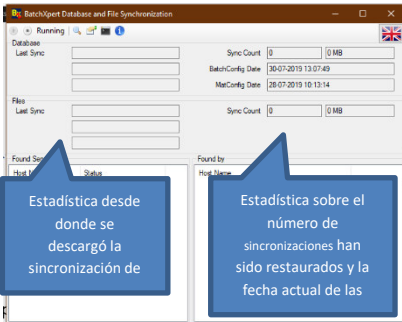 BatchXpert Database and File Synchronization
Running
Database
Last Sync Sync Count 0 0 MB
BatchConfig Date 30-07-2019 13:07:49
MatConfig Date 28-07-2019 10:13:14
Files
Last Sync Sync Count 0 0 MB
Found Found by
Host Status Host Name
Estadística desde
donde se
descargó la
sincronización de
Estadística sobre el
número de
sincronizaciones han
sido restaurados y la
fecha actual de las